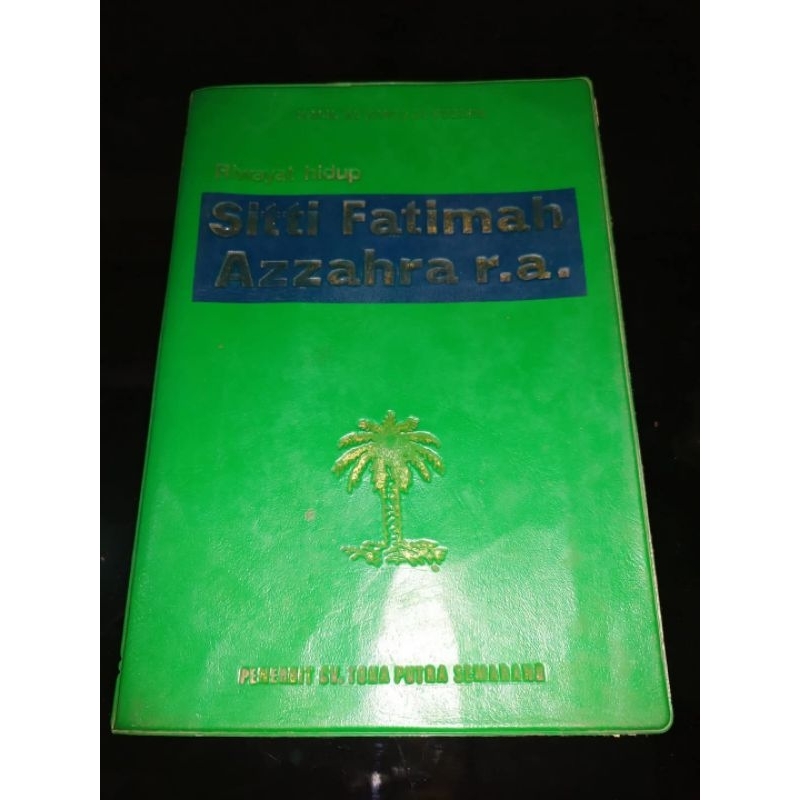 Riwayat hidup
Sitti Fatimah
Azzahra r.a.
PENERBIT CV. TOHA PUTRA SEMARANG